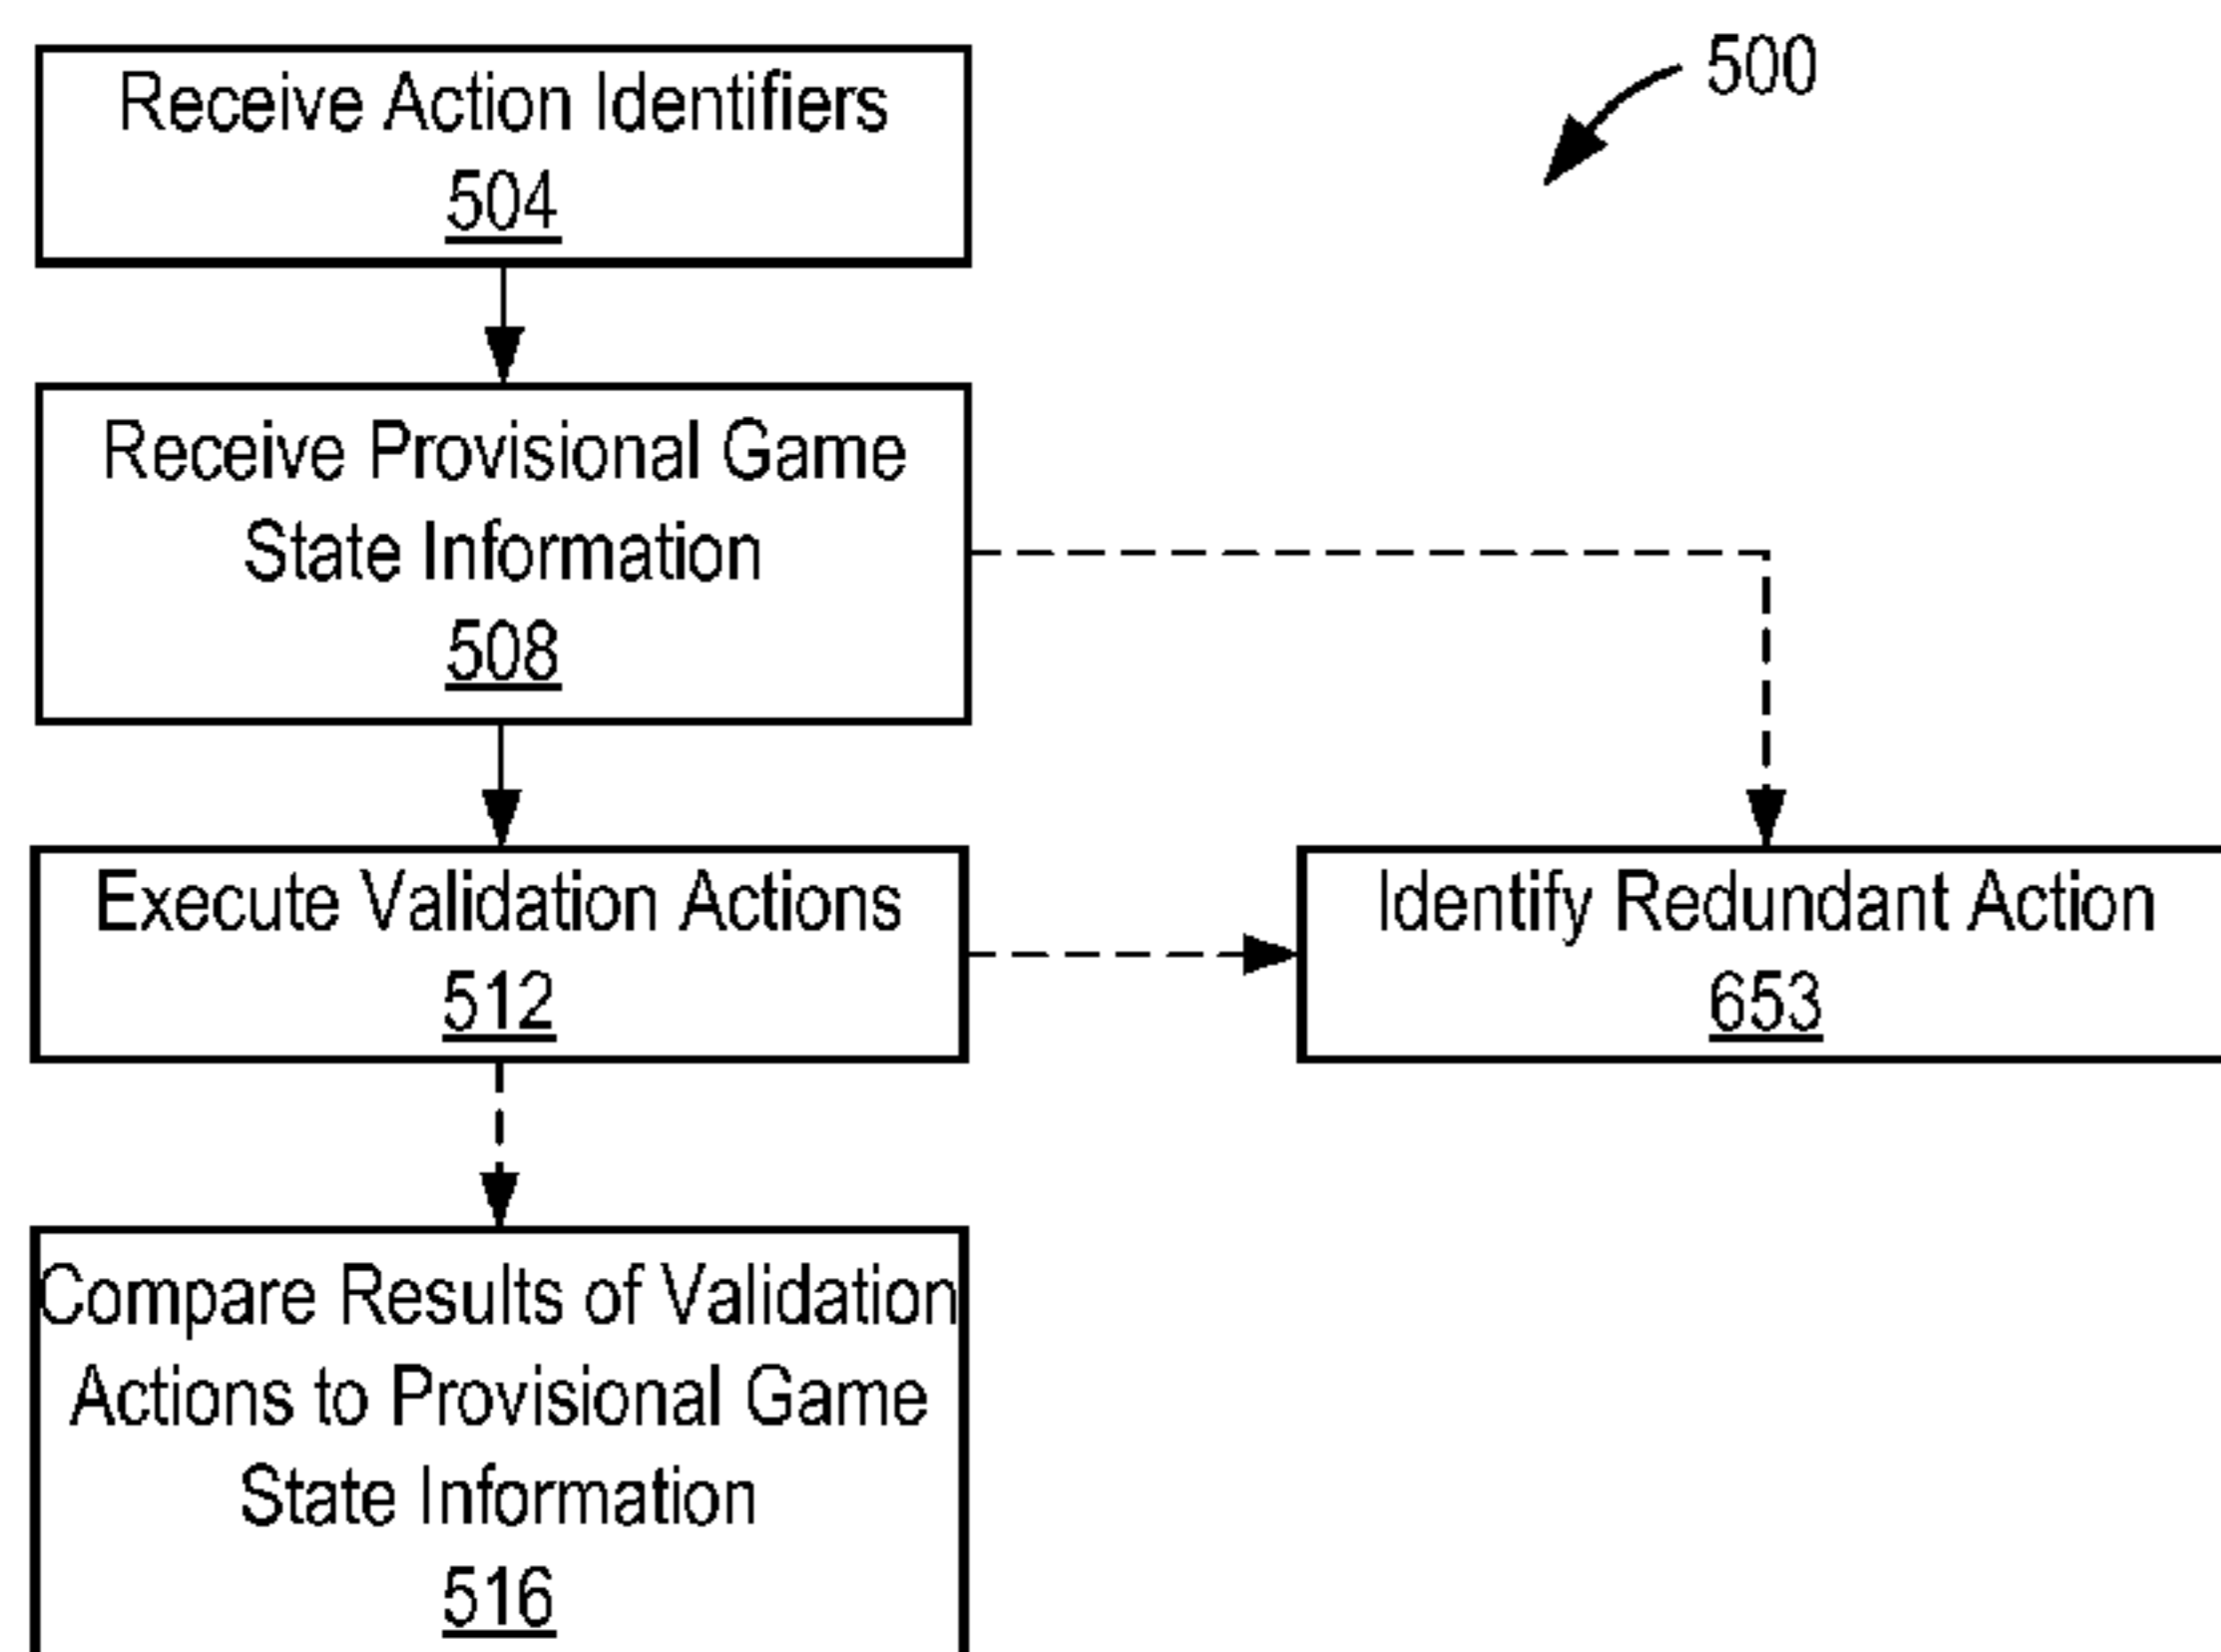 500
Receive Action Identifiers
504
Receive Provisional Game
State Information
508
Execute Validation Actions
512
Identify Redundant Action
653
Compare Results of Validation
Actions to Provisional Game
State Information
516